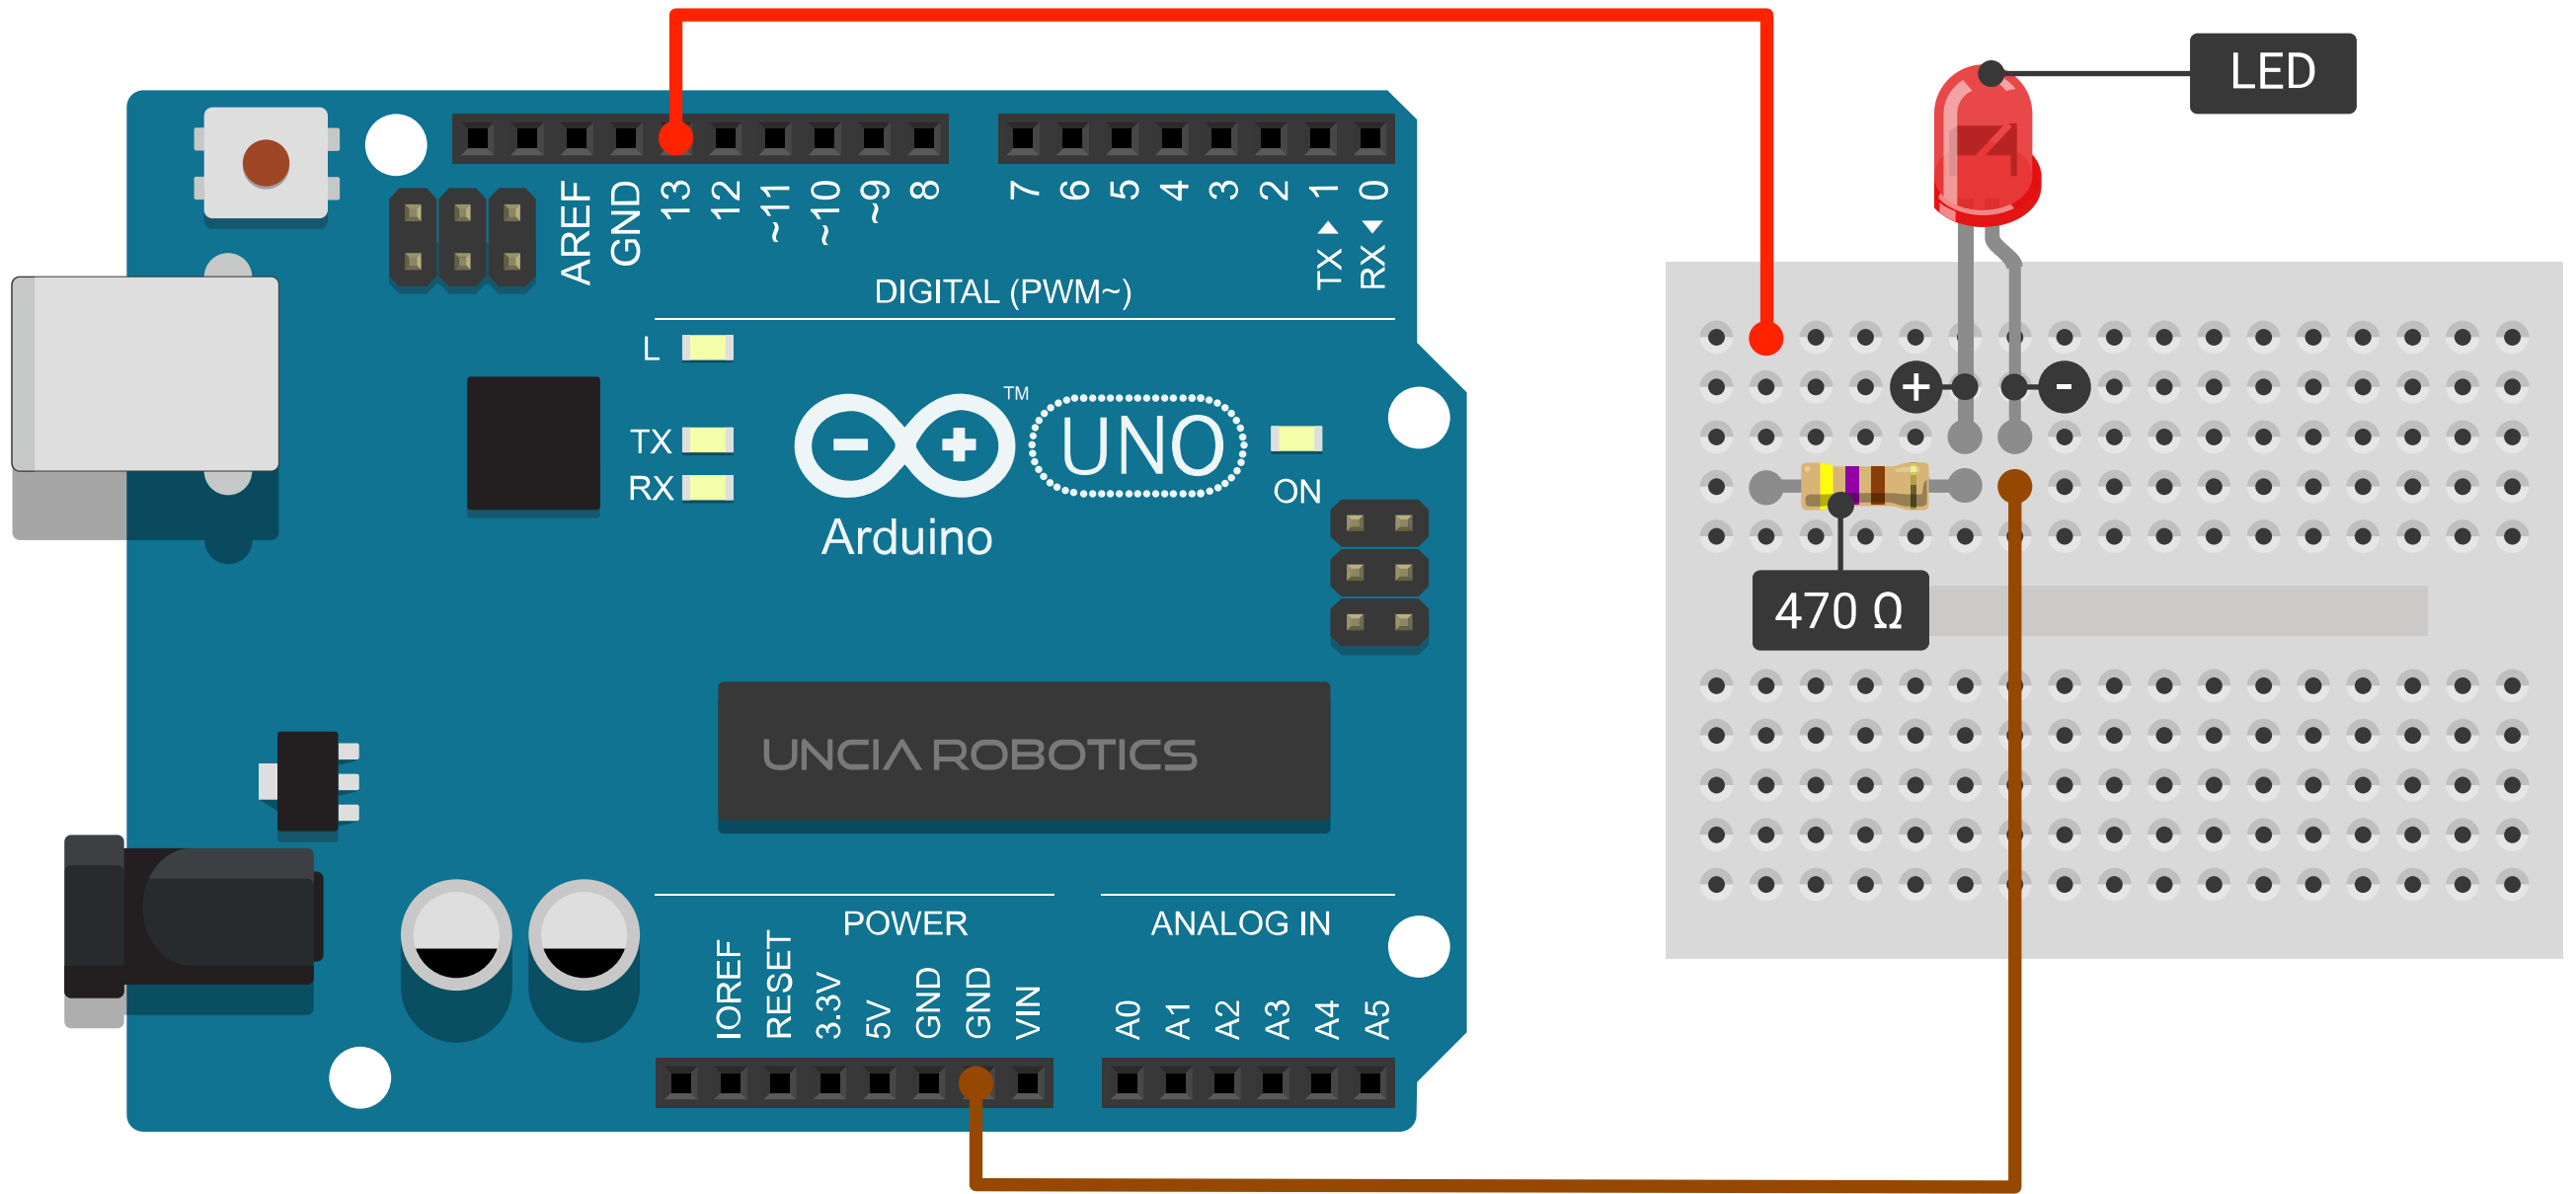 LED
AREF
GND
13
12
~11
~10
~9
8
7
6
5
4
3
2
TX ▶ 1
RX ◀ 0
DIGITAL (PWM~)
L
TX
RX
™
UNO
ON
Arduino
+
-
470 Ω
UNCIA ROBOTICS
POWER
ANALOG IN
IOREF
RESET
3.3V
5V
GND
GND
VIN
A0
A1
A2
A3
A4
A5